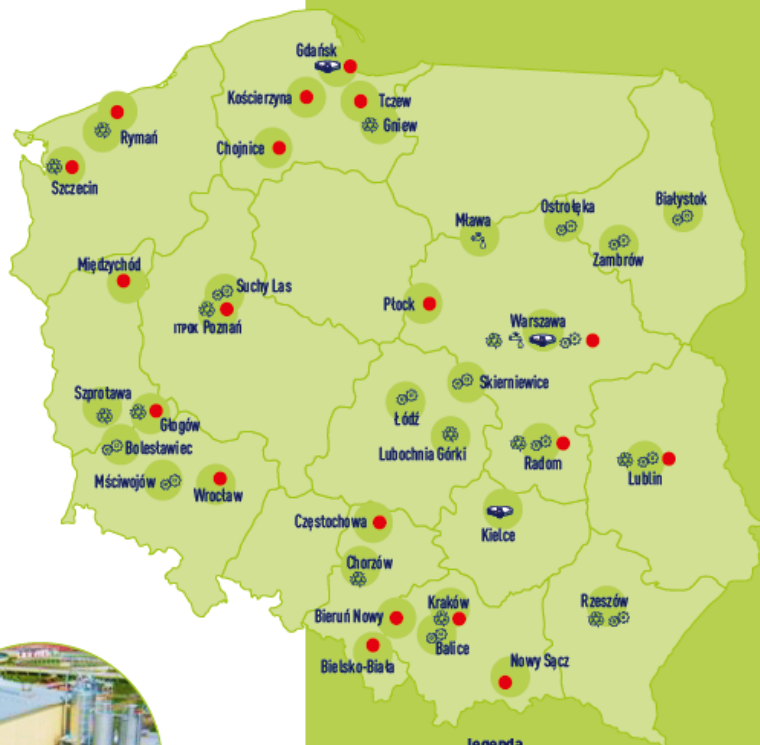 Gdańsk
Kościerzyna
Tczew
Gniew
Rymań
Chojnice
Szczecin
Białystok
Ostrołęka
Mława
Zambrów
Międzychód
Suchy Las
Płock
ITPOK Poznań
Warszawa
Skierniewice
Szprotawa
Łódź
Głogów
Bolesławiec
Lubochnia Górki
Radom
Mściwojów
Lublin
Wrocław
Częstochowa
Kielce
Chorzów
Kraków
Rzeszów
Bieruń Nowy
Balice
Bielsko-Biała
Nowy Sącz
legenda